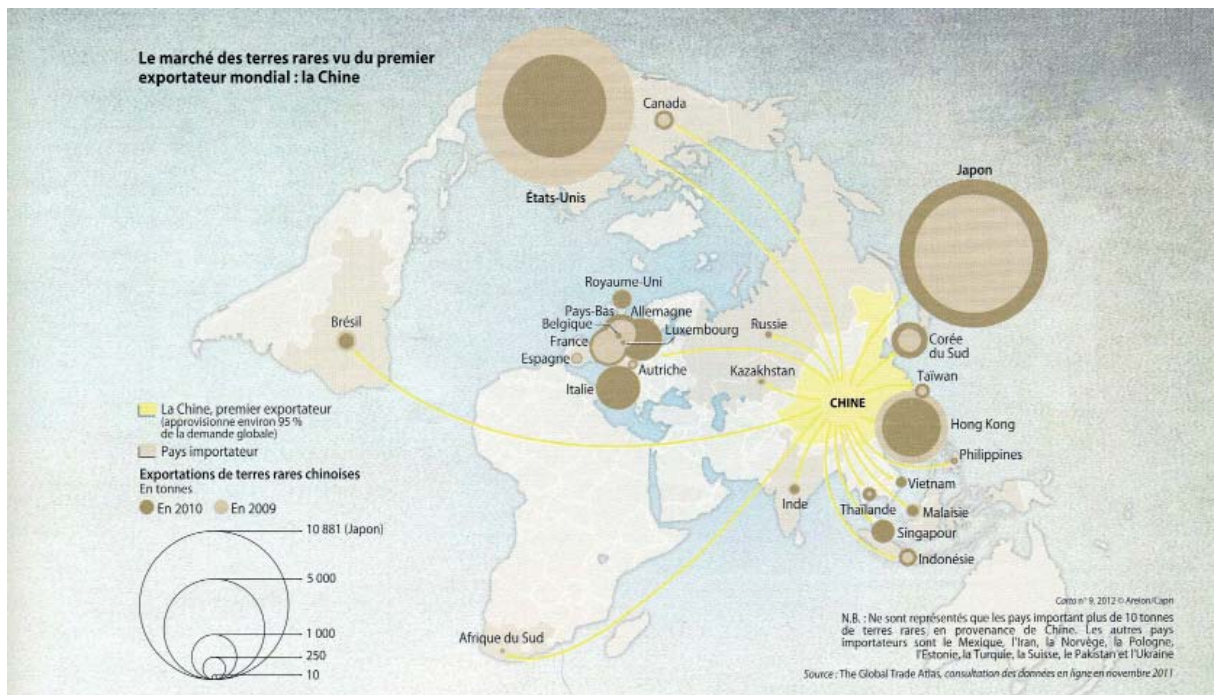 Le marché des terres rares vu du premier
exportateur mondial : la Chine
Canada
Japon
États-Unis
Royaume-Uni
Pays-Bas
Allemagne
Belgique
Luxembourg
France
Espagne
Autriche
Italie
Russie
Kazakhstan
Brésil
Corée
du Sud
Taïwan
CHINE
Hong Kong
Philippines
Vietnam
Inde
Thaïlande
Malaisie
Singapour
Indonésie
Afrique du Sud
La Chine, premier exportateur
(approvisionne environ 95 %
de la demande globale)
Pays importateur
Exportations de terres rares chinoises
En tonnes
En 2010
En 2009
10 881 (Japon)
5 000
1 000
250
10
Carto n° 9, 2012 © Areion/Capri
N.B. : Ne sont représentés que les pays important plus de 10 tonnes
de terres rares en provenance de Chine. Les autres pays
importateurs sont le Mexique, l'Iran, la Norvège, la Pologne,
l'Estonie, la Turquie, la Suisse, le Pakistan et l'Ukraine
Source : The Global Trade Atlas, consultation des données en ligne en novembre 2011